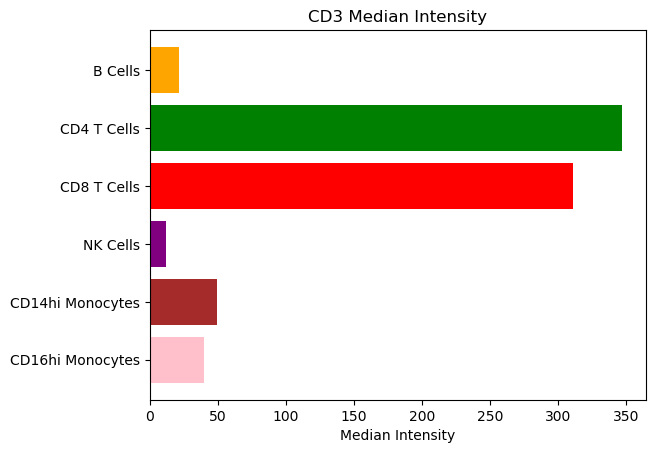 CD3 Median Intensity
B Cells
CD4 T Cells
CD8 T Cells
NK Cells
CD14hi Monocytes
CD16hi Monocytes
0 50 100 150 200 250 300 350
Median Intensity